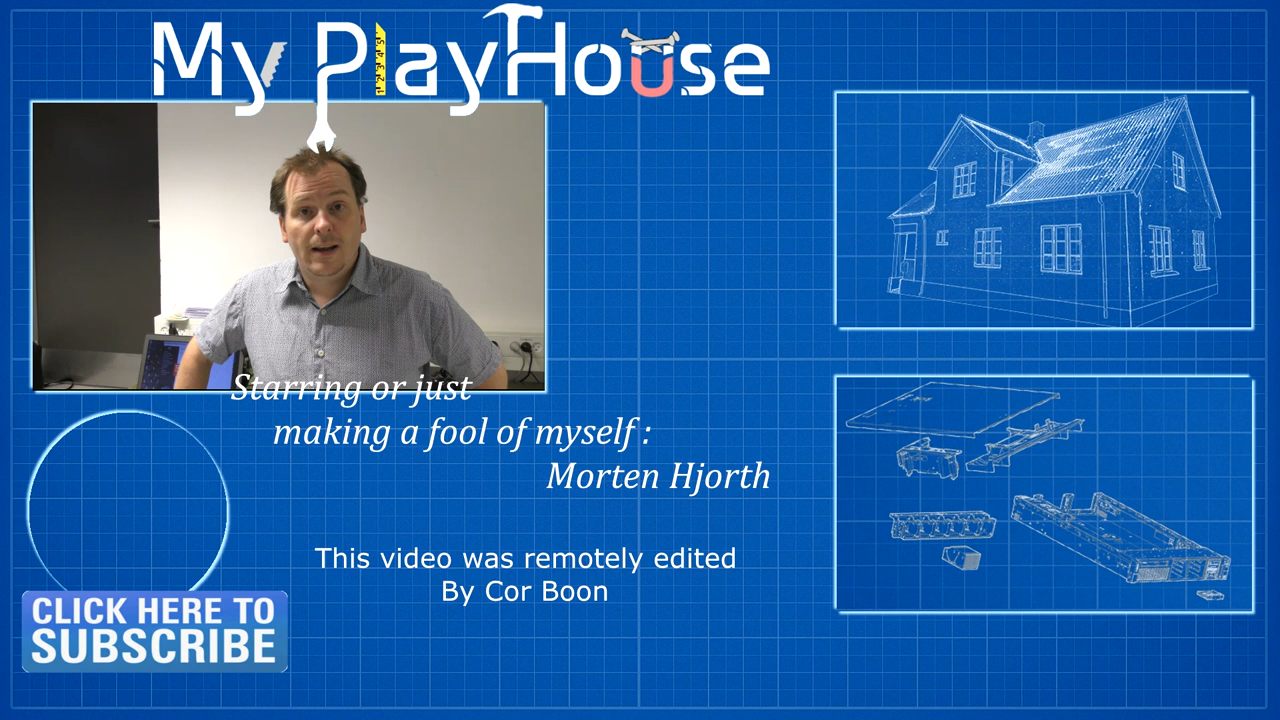 My PlayHouse
Starring or just
making a fool of myself :
Morten Hjorth
This video was remotely edited
By Cor Boon
CLICK HERE TO
SUBSCRIBE